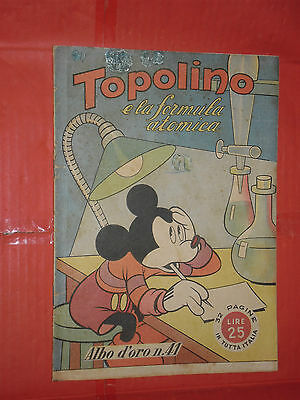 Topolino
e la formula
atomica
32 PAGINE
LIRE
25
IN TUTTA ITALIA
Albo d'oro n. 41